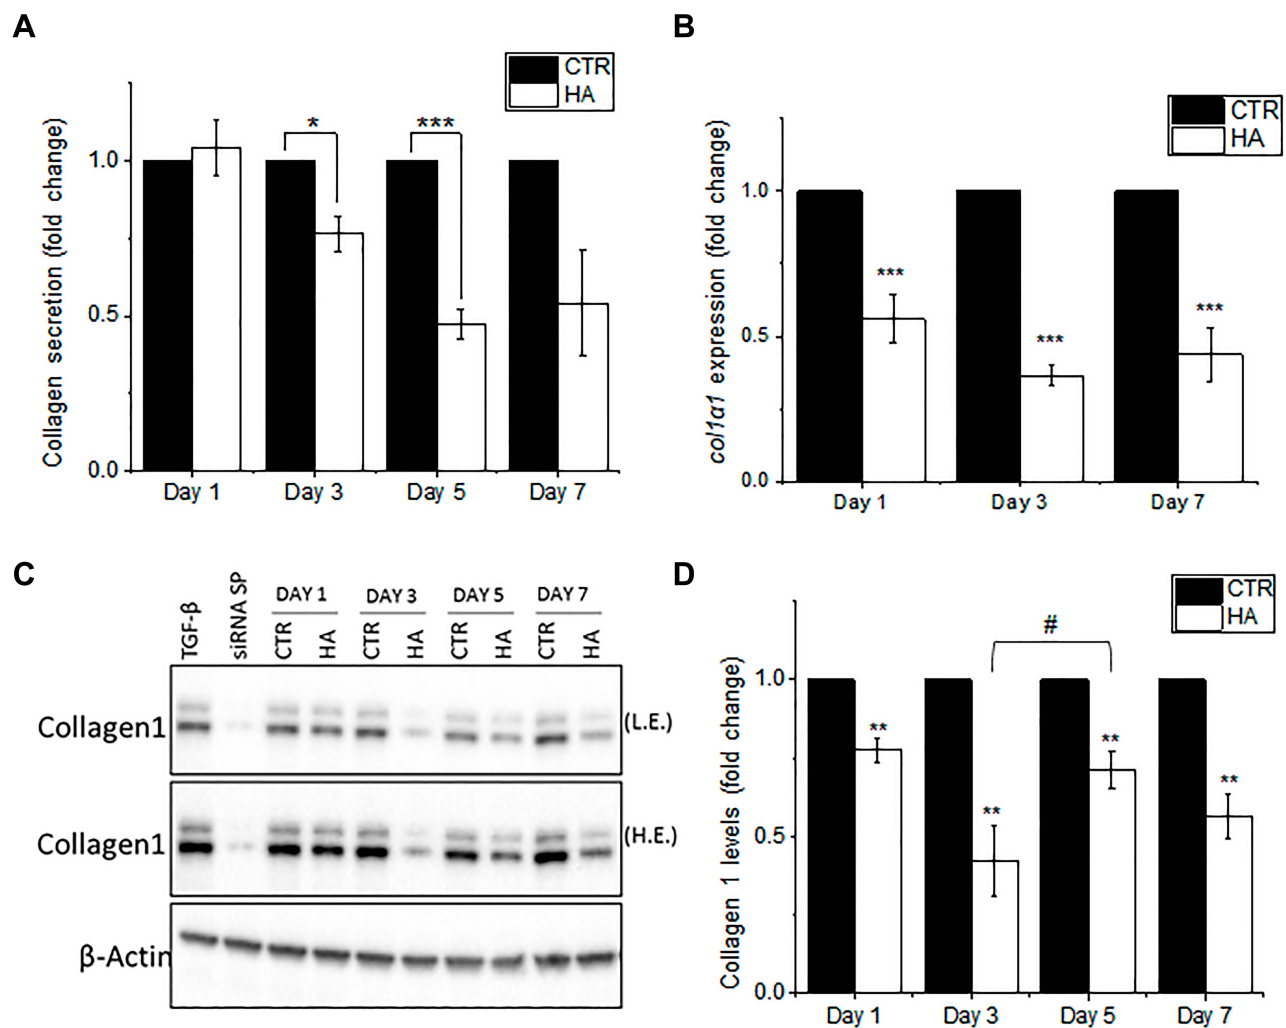 A
CTR
HA
Collagen secretion (fold change)
1.0
0.5
0.0
*
***
Day 1
Day 3
Day 5
Day 7
B
CTR
HA
col1α1 expression (fold change)
1.0
0.5
0.0
***
***
***
Day 1
Day 3
Day 7
C
TGF-β
siRNA SP
DAY 1
DAY 3
DAY 5
DAY 7
CTR
HA
CTR
HA
CTR
HA
CTR
HA
Collagen1
(L.E.)
Collagen1
(H.E.)
β-Actin
D
CTR
HA
Collagen 1 levels (fold change)
1.0
0.5
0.0
#
**
**
**
**
Day 1
Day 3
Day 5
Day 7